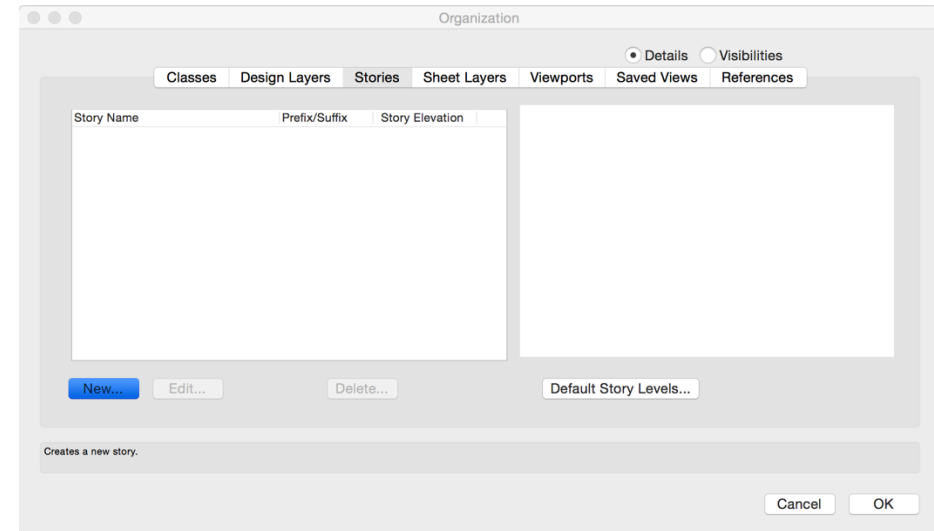 Organization
Details Visibilities
Classes Design Layers Stories Sheet Layers Viewports Saved Views References
Story Name Prefix/Suffix Story Elevation
New... Edit... Delete... Default Story Levels...
Creates a new story.
Cancel OK